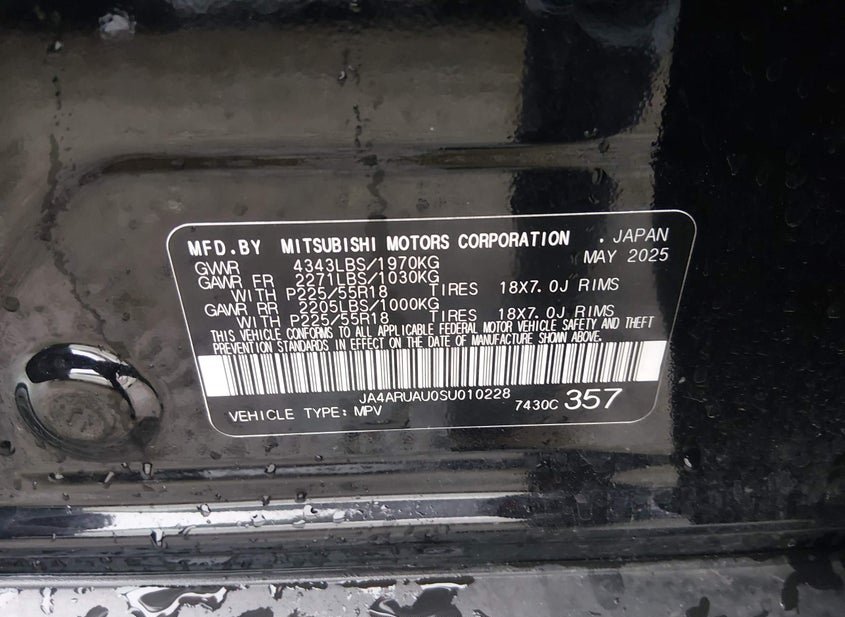 MFD.BY MITSUBISHI MOTORS CORPORATION . JAPAN
GVWR 4343LBS/1970KG MAY 2025
GAWR FR 2271LBS/1030KG
WITH P225/55R18 TIRES 18X7.0J RIMS
GAWR RR 2205LBS/1000KG
WITH P225/55R18 TIRES 18X7.0J RIMS
THIS VEHICLE CONFORMS TO ALL APPLICABLE FEDERAL MOTOR VEHICLE SAFETY AND THEFT
PREVENTION STANDARDS IN EFFECT ON THE DATE OF MANUFACTURE SHOWN ABOVE.
JA4ARUAU0SU010228
VEHICLE TYPE: MPV 7430C 357